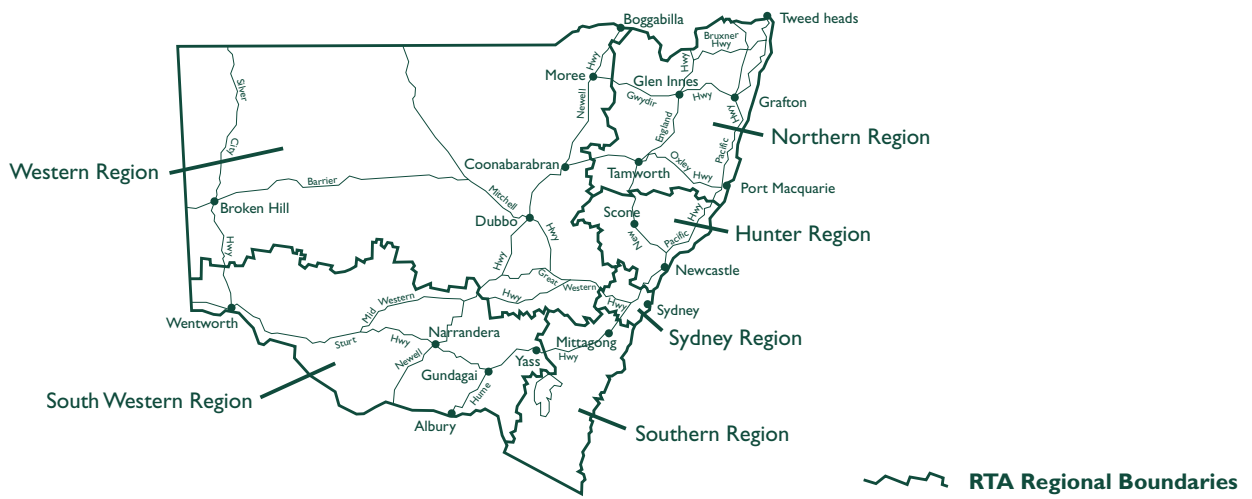 Boggabilla
Tweed heads
Bruxner
Hwy
Hwy
Hwy
Moree
Glen Innes
Gwydir
Hwy
Grafton
Silver
Newell
Hwy
England
Northern Region
City
Pacific
Coonabarabran
Oxley
Hwy
Western Region
Tamworth
Barrier
Mitchell
Port Macquarie
Broken Hill
Scone
Hwy
Dubbo
Hwy
New
Pacific
Hunter Region
Hwy
Hwy
Newcastle
Great
Western
Mid Western
Hwy
Hwy
Sydney
Wentworth
Narrandera
Mittagong
Sydney Region
Sturt
Hwy
Newell
Yass
Hwy
Gundagai
Hume
South Western Region
Albury
Southern Region
RTA Regional Boundaries